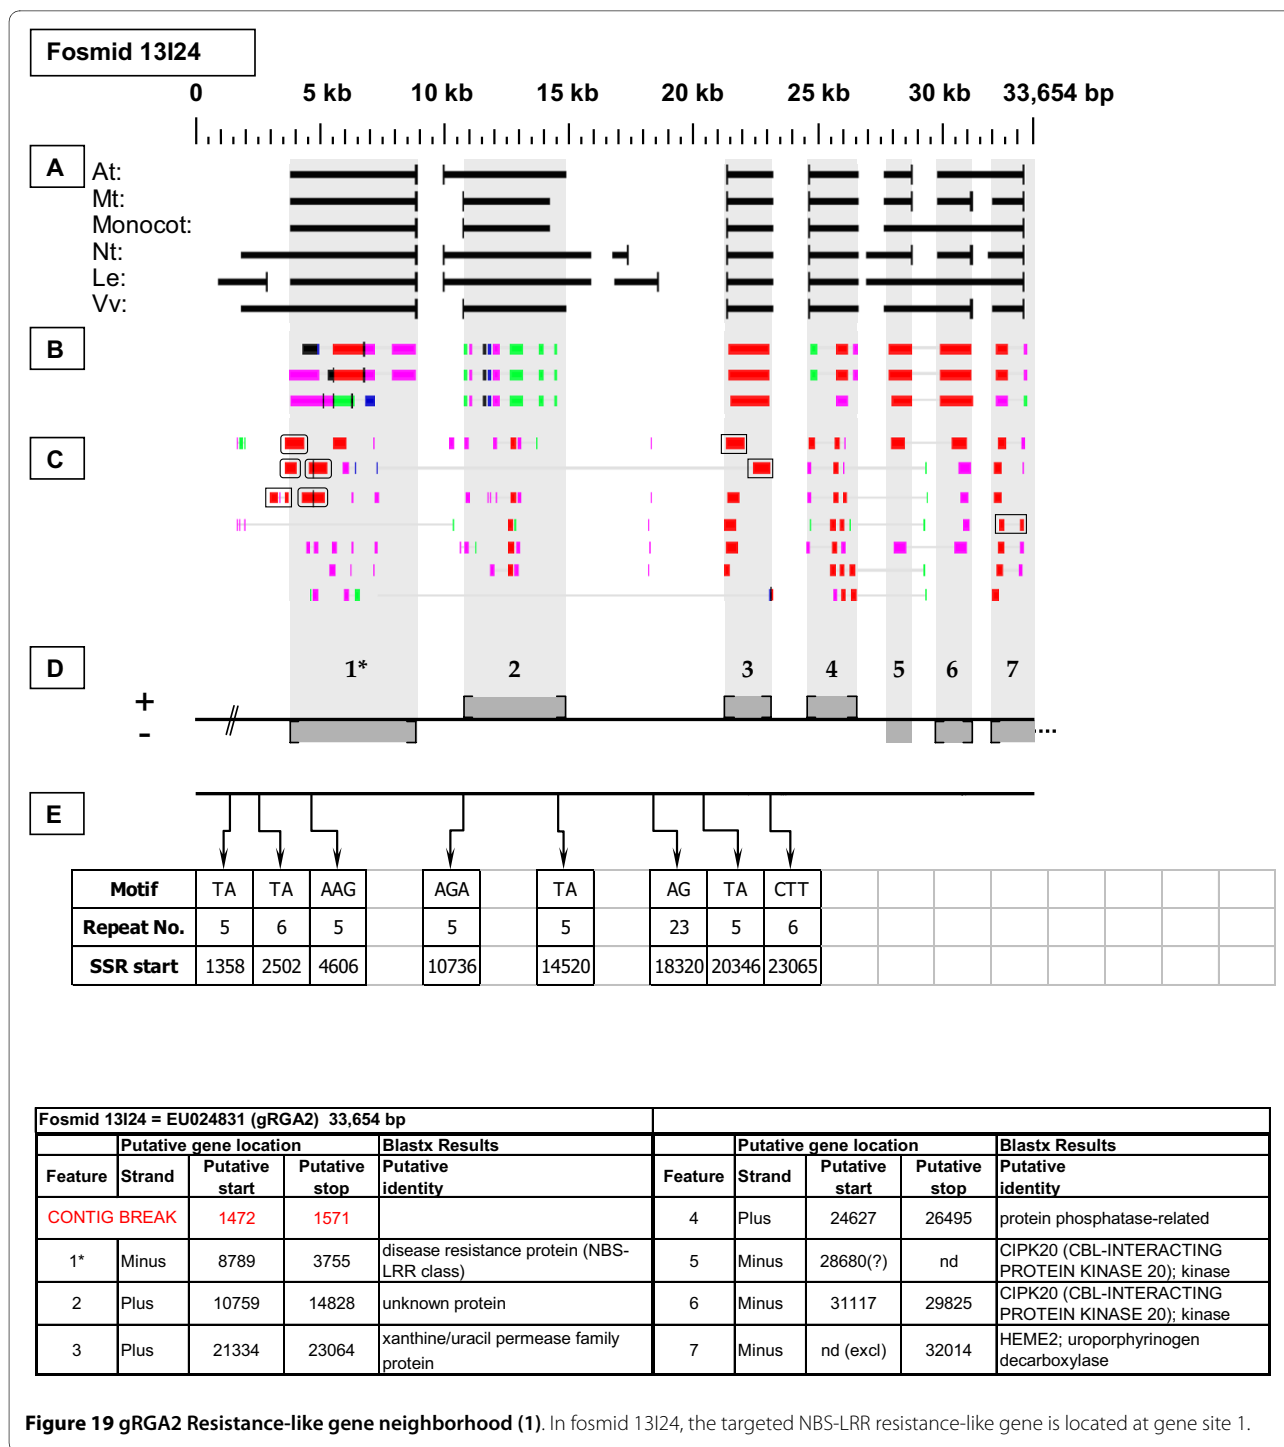 Fosmid 13I24
0 5 kb 10 kb 15 kb 20 kb 25 kb 30 kb 33,654 bp
A
At:
Mt:
Monocot:
Nt:
Le:
Vv:
B
C
D
1* 2 3 4 5 6 7
+
-
E
Motif TA TA AAG AGA TA AG TA CTT
Repeat No. 5 6 5 5 5 23 5 6
SSR start 1358 2502 4606 10736 14520 18320 20346 23065
Fosmid 13I24 = EU024831 (gRGA2) 33,654 bp
Putative gene location Blastx Results Putative gene location Blastx Results
Feature Strand Putative start Putative stop Putative identity Feature Strand Putative start Putative stop Putative identity
CONTIG BREAK 1472 1571 4 Plus 24627 26495 protein phosphatase-related
1* Minus 8789 3755 disease resistance protein (NBS-LRR class) 5 Minus 28680(?) nd CIPK20 (CBL-INTERACTING PROTEIN KINASE 20); kinase
2 Plus 10759 14828 unknown protein 6 Minus 31117 29825 CIPK20 (CBL-INTERACTING PROTEIN KINASE 20); kinase
3 Plus 21334 23064 xanthine/uracil permease family protein 7 Minus nd (excl) 32014 HEME2; uroporphyrinogen decarboxylase
Figure 19 gRGA2 Resistance-like gene neighborhood (1). In fosmid 13I24, the targeted NBS-LRR resistance-like gene is located at gene site 1.